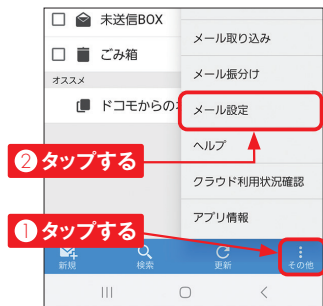 未送信BOX
ごみ箱
オススメ
ドコモからの
メール取り込み
メール振分け
メール設定
ヘルプ
クラウド利用状況確認
アプリ情報
②タップする
①タップする
新規
検索
更新
その他